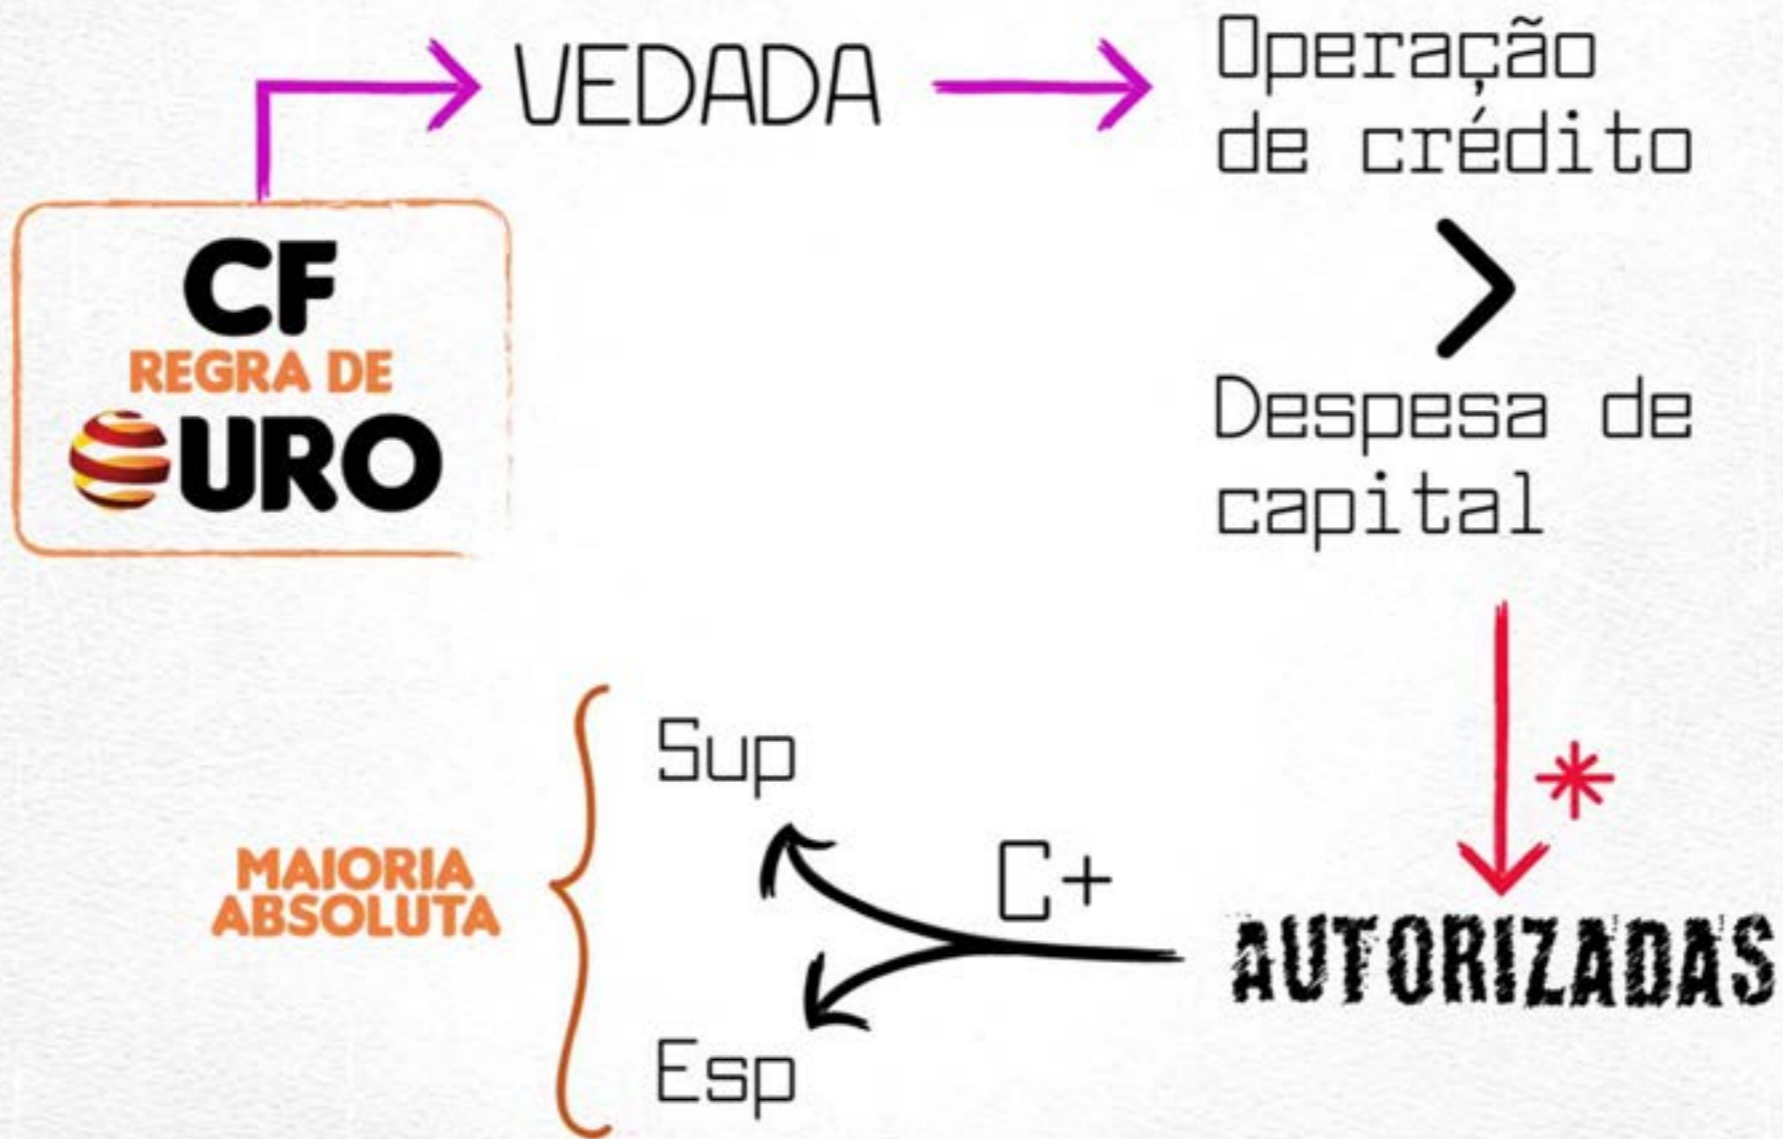 VEDADA
Operação
de crédito
>
CF
REGRA DE
OURO
Despesa de
capital
*
Sup
C+
MAIORIA
ABSOLUTA
AUTORIZADAS
Esp